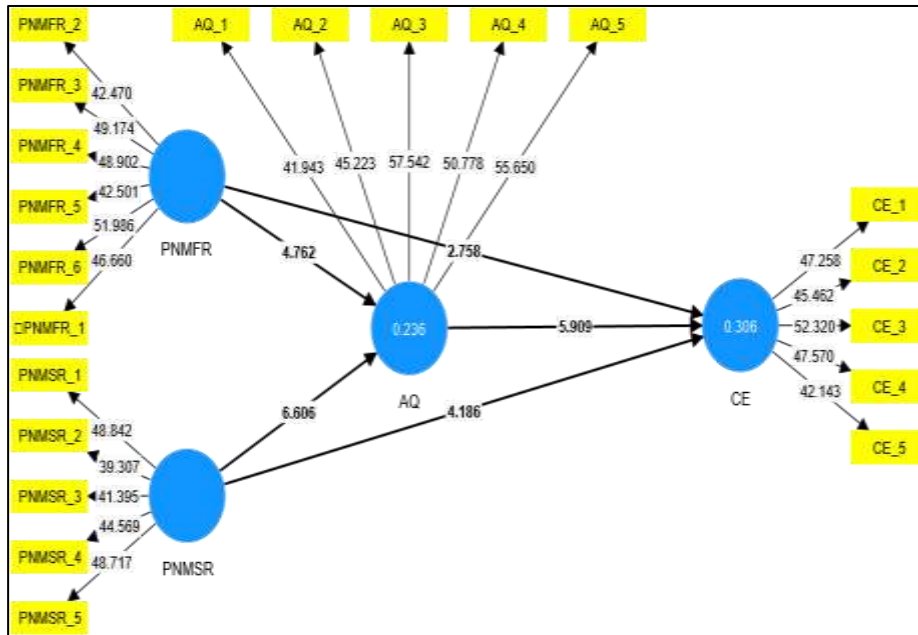 PNMFR_2
AQ_1
AQ_2
AQ_3
AQ_4
AQ_5
PNMFR_3
42.470
49.174
PNMFR_4
48.902
42.501
PNMFR_5
51.986
PNMFR_6
46.660
□PNMFR_1
PNMFR
41.943
45.223
57.542
50.778
55.650
4.762
2.758
CE_1
47.258
CE_2
45.462
CE_3
52.320
47.570
CE_4
42.143
CE_5
0.236
AQ
5.909
0.306
CE
6.606
4.186
PNMSR_1
48.842
PNMSR_2
39.307
PNMSR_3
41.395
44.569
PNMSR_4
48.717
PNMSR_5
PNMSR